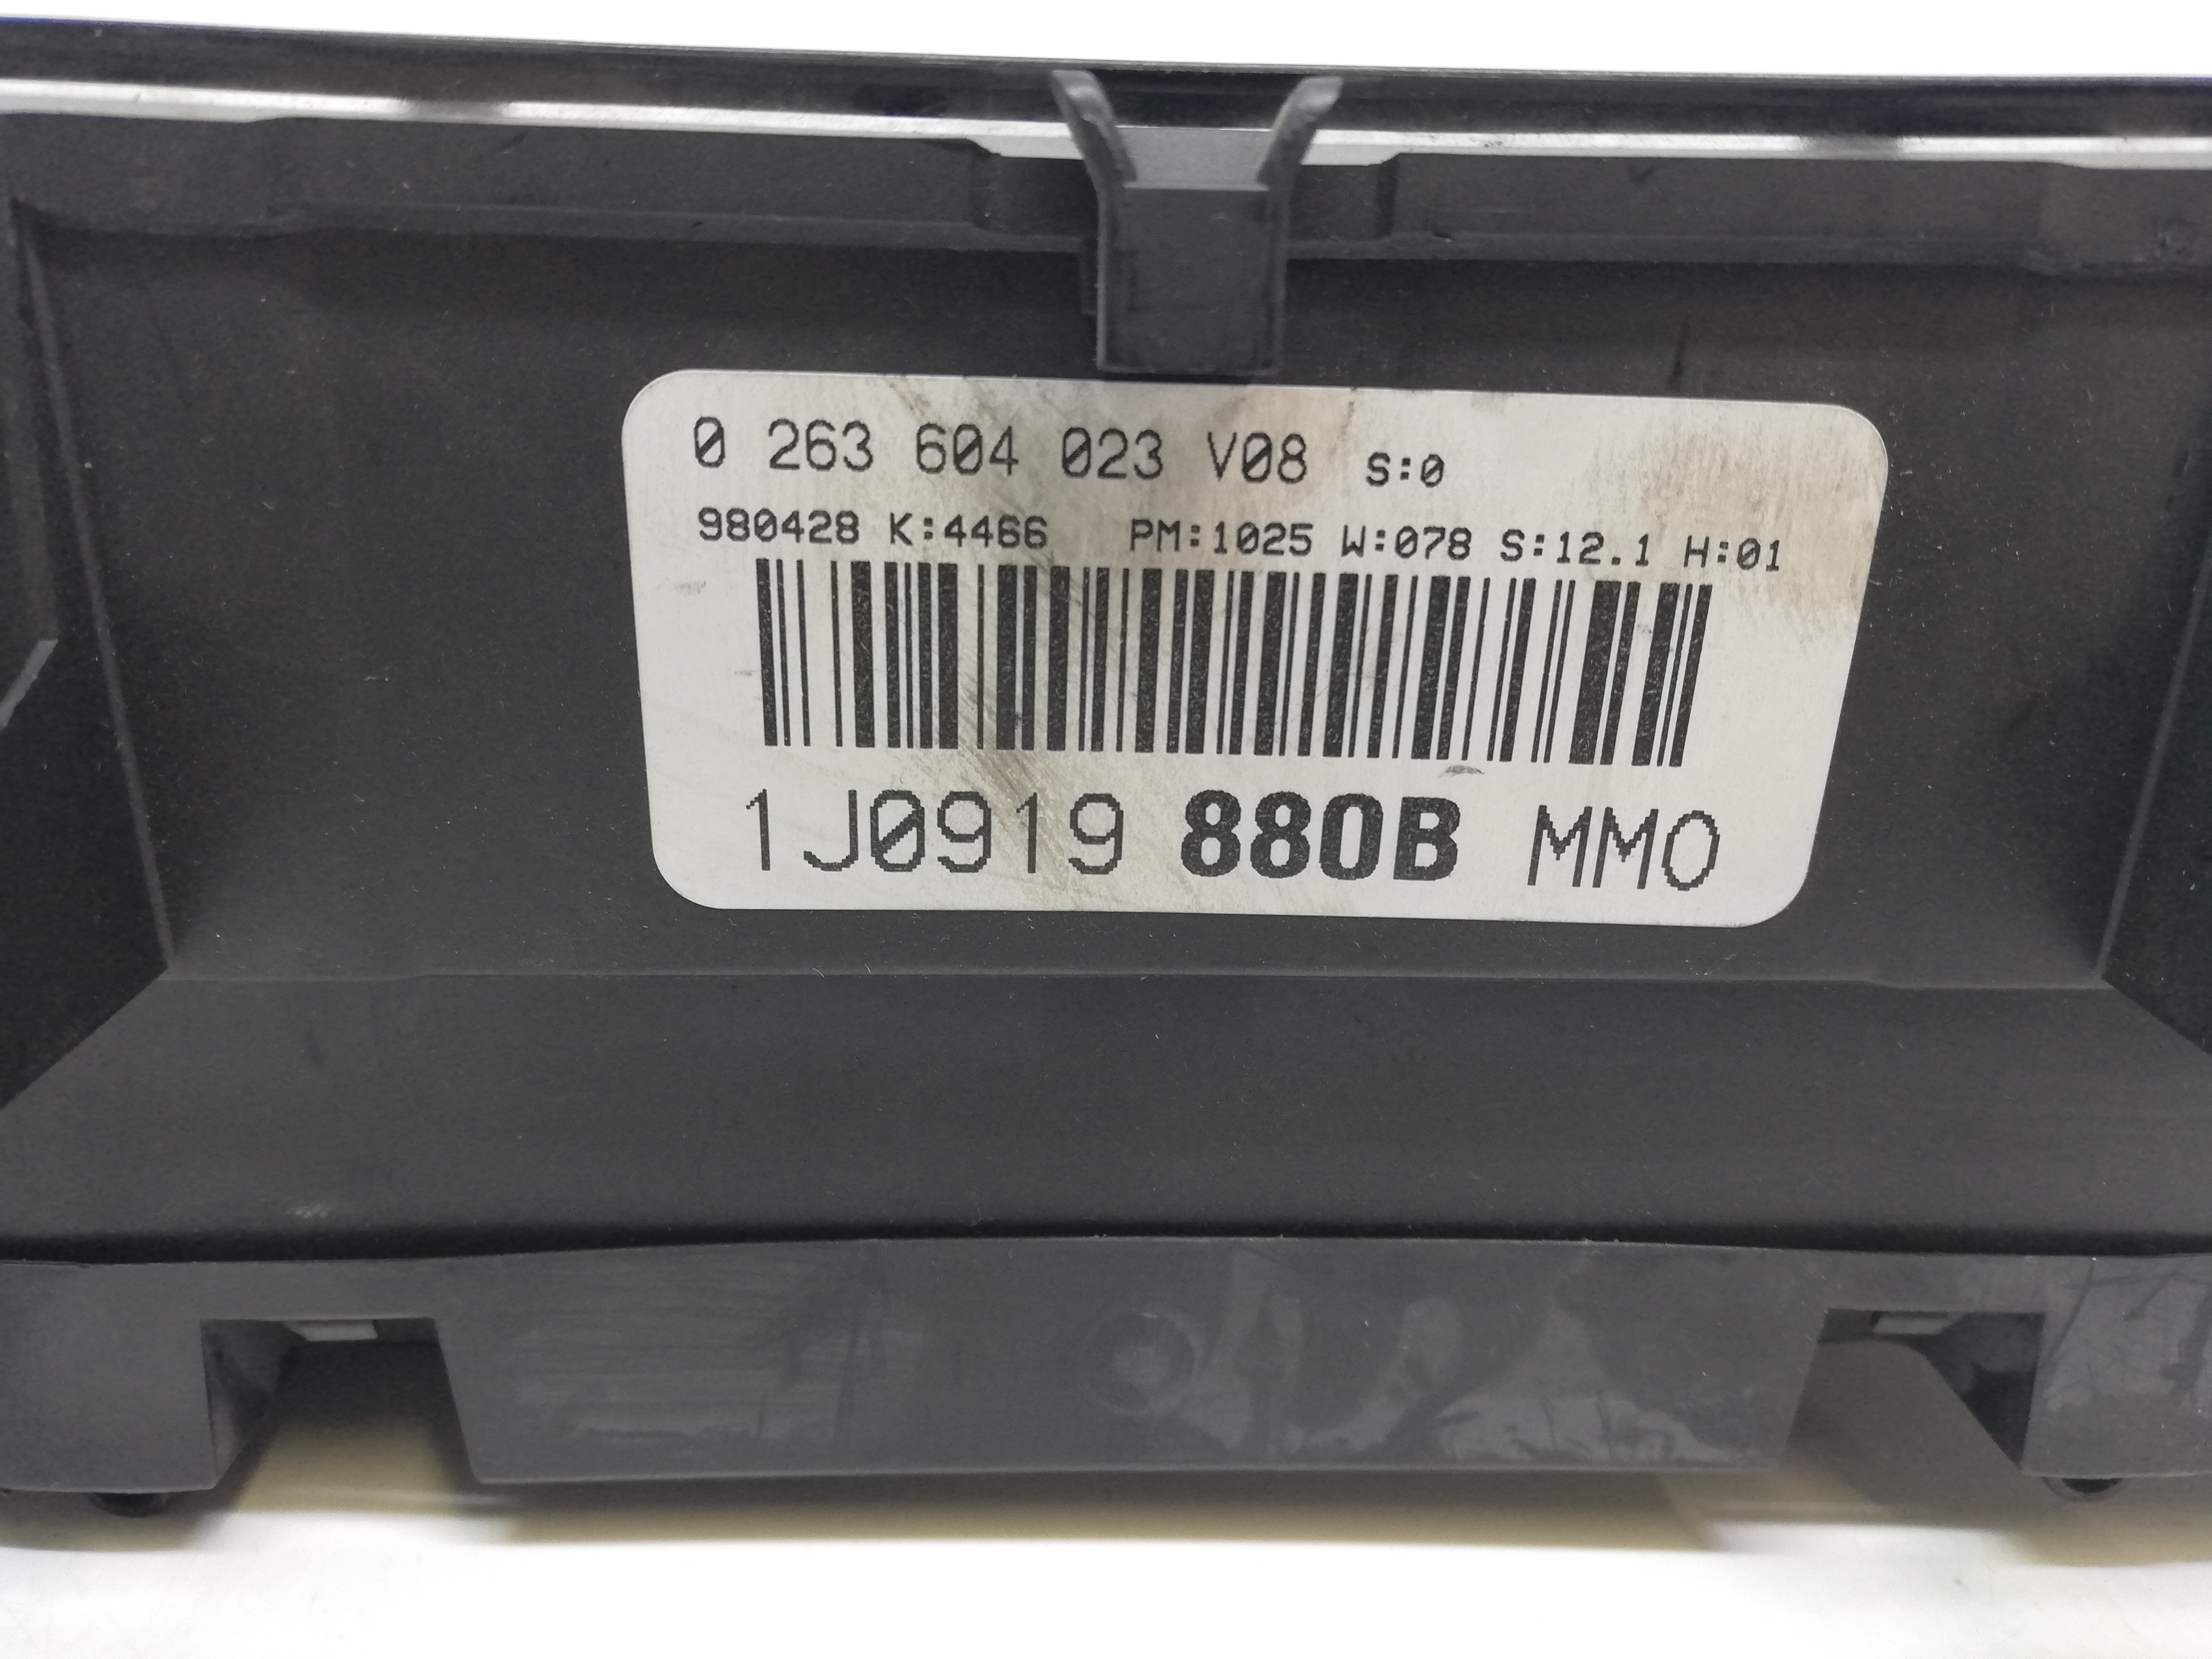 0 263 604 023 V08 S:0
980428 K:4466 PM:1025 W:078 S:12.1 H:01
1J0919 880B MMO